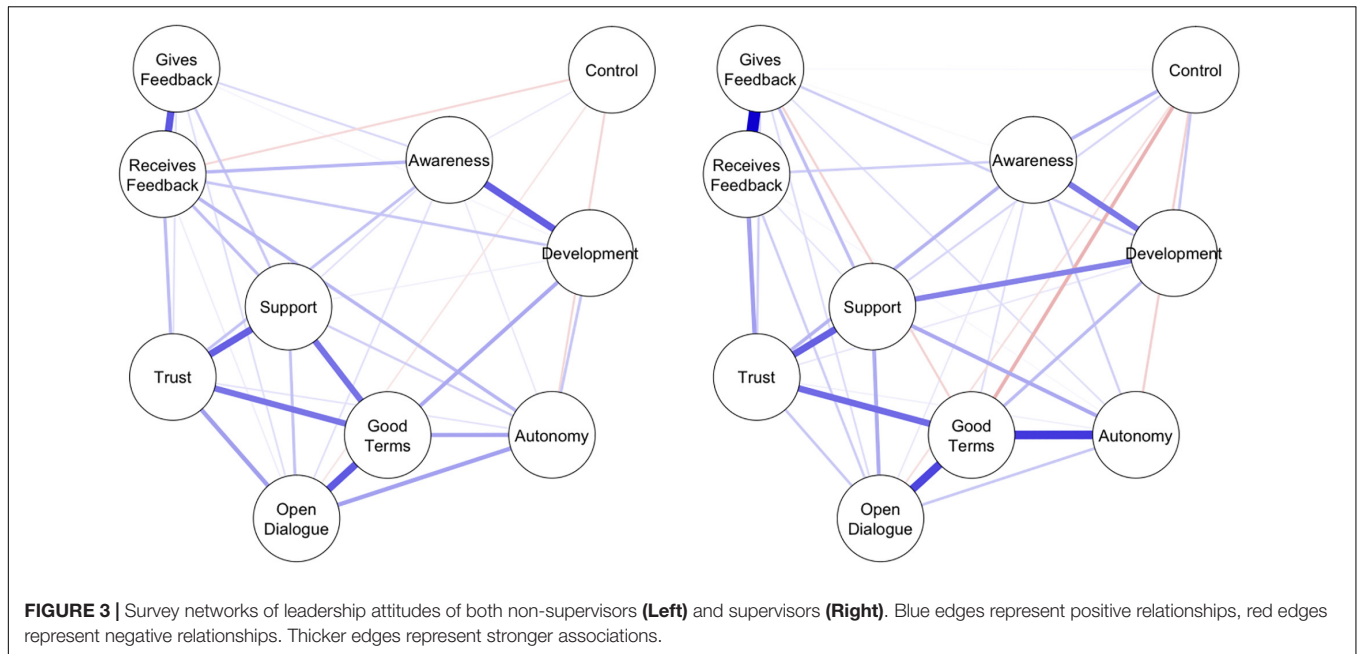 Gives
Feedback
Control
Awareness
Receives
Feedback
Development
Support
Trust
Good
Terms
Autonomy
Open
Dialogue
Gives
Feedback
Control
Awareness
Receives
Feedback
Development
Support
Trust
Good
Terms
Autonomy
Open
Dialogue
FIGURE 3 | Survey networks of leadership attitudes of both non-supervisors (Left) and supervisors (Right). Blue edges represent positive relationships, red edges
represent negative relationships. Thicker edges represent stronger associations.